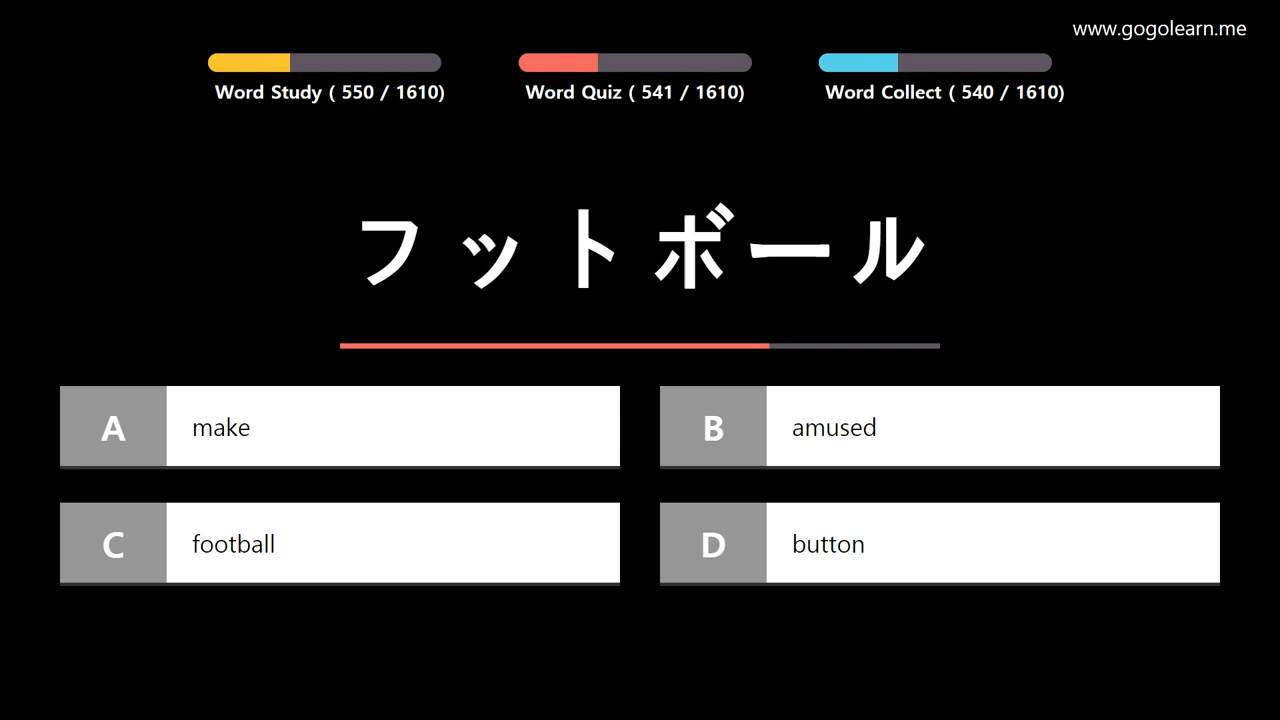 www.gogolearn.me
Word Study ( 550 / 1610)
Word Quiz ( 541 / 1610)
Word Collect ( 540 / 1610)
フットボール
A make
B amused
C football
D button